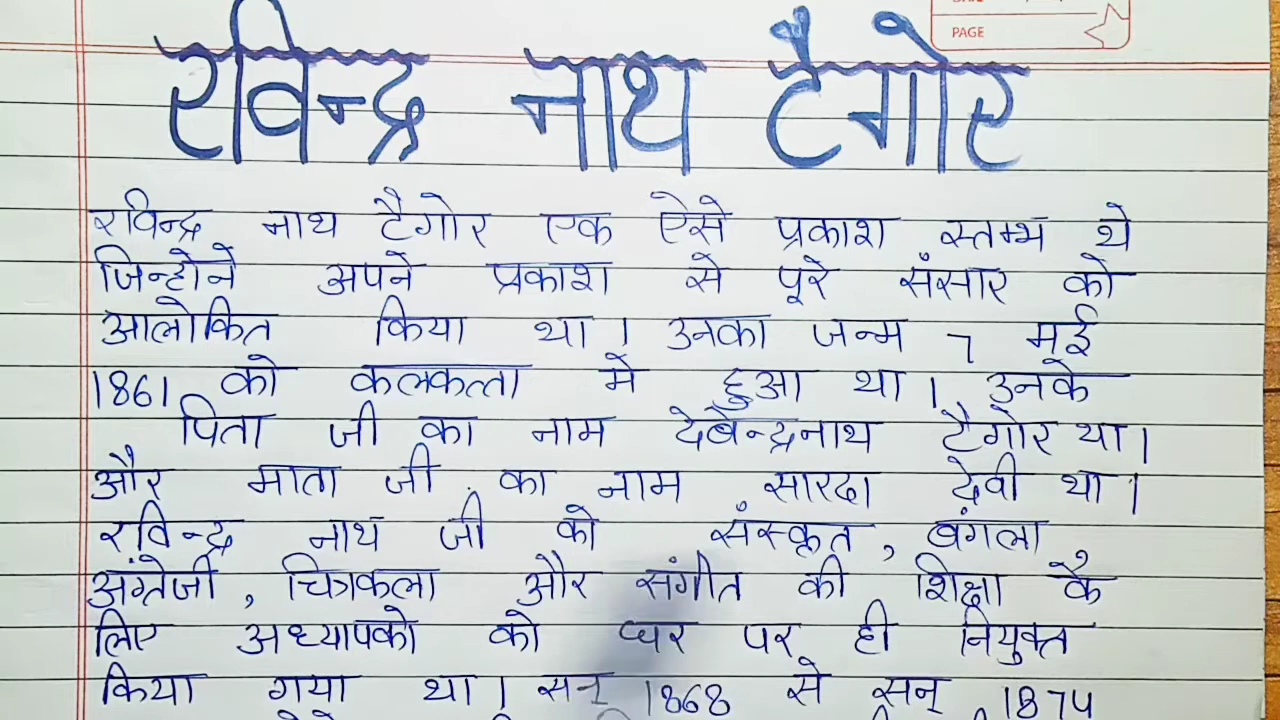 PAGE
रविन्द्र नाथ टैगोर
रविन्द्र नाथ टैगोर एक ऐसे प्रकाश स्तम्भ थे
जिन्होने अपने प्रकाश से पूरे संसार को
आलोकित किया था। उनका जन्म 7 मई
1861 को कलकत्ता मे हुआ था। उनके
पिता जी का नाम देबेन्द्रनाथ टैगोर था।
और माता जी का नाम सारदा देवी था।
रविन्द्र नाथ जी को संस्कृत, बंगला
अंग्रेजी, चित्रकला और संगीत की शिक्षा के
लिए अध्यापको को घर पर ही नियुक्त
किया गया था। सन् 1868 से सन् 1874